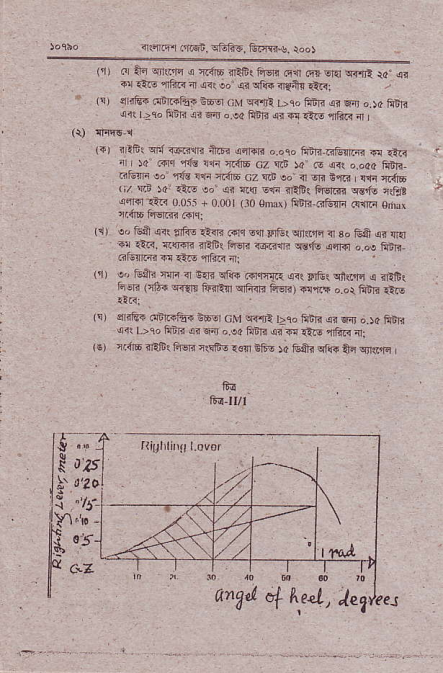 ১০৭৯০ বাংলাদেশ গেজেট, অতিরিক্ত, ডিসেম্বর-৬, ২০০১
(গ) যে হীল অ্যাংগেল এ সর্বোচ্চ রাইটিং লিভার দেখা দেয় তাহা অবশ্যই ২৫° এর
কম হইতে পারিবে না এবং ৩০° এর অধিক বাঞ্ছনীয় হইবে;
(ঘ) প্রারম্ভিক মেটাকেন্দ্রিক উচ্চতা GM অবশ্যই L>৭০ মিটার এর জন্য ০.১৫ মিটার
এবং L≥৭০ মিটার এর জন্য ০.৩৫ মিটার এর কম হইতে পারিবে না।
(২) মানদন্ড-খ
(ক) রাইটিং আর্ম বক্ররেখার নীচের এলাকার ০.০৭০ মিটার-রেডিয়ানের কম হইবে
না। ১৫° কোণ পর্যন্ত যখন সর্বোচ্চ GZ ঘটে ১৫° তে এবং ০.০৫৫ মিটার-
রেডিয়ান ৩০° পর্যন্ত যখন সর্বোচ্চ GZ ঘটে ৩০° বা তার উপরে। যখন সর্বোচ্চ
GZ ঘটে ১৫° হইতে ৩০° এর মধ্যে তখন রাইটিং লিভারের অন্তর্গত সংশ্লিষ্ট
এলাকা হইবে 0.055 + 0.001 (30 θmax) মিটার-রেডিয়ান যেখানে θmax
সর্বোচ্চ লিভারের কোণ;
(খ) ৩০ ডিগ্রী এবং প্লাবিত হইবার কোণ তথা ফ্লাডিং অ্যাংগেল বা ৪০ ডিগ্রী এর যাহা
কম হইবে, মধ্যেকার রাইটিং লিভার বক্ররেখার অন্তর্গত এলাকা ০.০৩ মিটার-
রেডিয়ানের কম হইতে পারিবে না;
(গ) ৩০ ডিগ্রীর সমান বা উহার অধিক কোণসমূহে এবং ফ্লাডিং অ্যাংগেল এ রাইটিং
লিভার (সঠিক অবস্থায় ফিরাইয়া আনিবার লিভার) কমপক্ষে ০.০২ মিটার হইতে
হইবে;
(ঘ) প্রারম্ভিক মেটাকেন্দ্রিক উচ্চতা GM অবশ্যই L≥৭০ মিটার এর জন্য ০.১৫ মিটার
এবং L>৭০ মিটার এর জন্য ০.৩৫ মিটার এর কম হইতে পারিবে না;
(ঙ) সর্বোচ্চ রাইটিং লিভার সংঘটিত হওয়া উচিত ১৫ ডিগ্রীর অধিক হীল অ্যাংগেল।
চিত্র
চিত্র-II/1
Righting Lever
Righting Lever, meter
0'25
0'20
0'15
0'10
0'5
GZ
1 rad
10 20 30 40 50 60 70
angel of heel, degrees